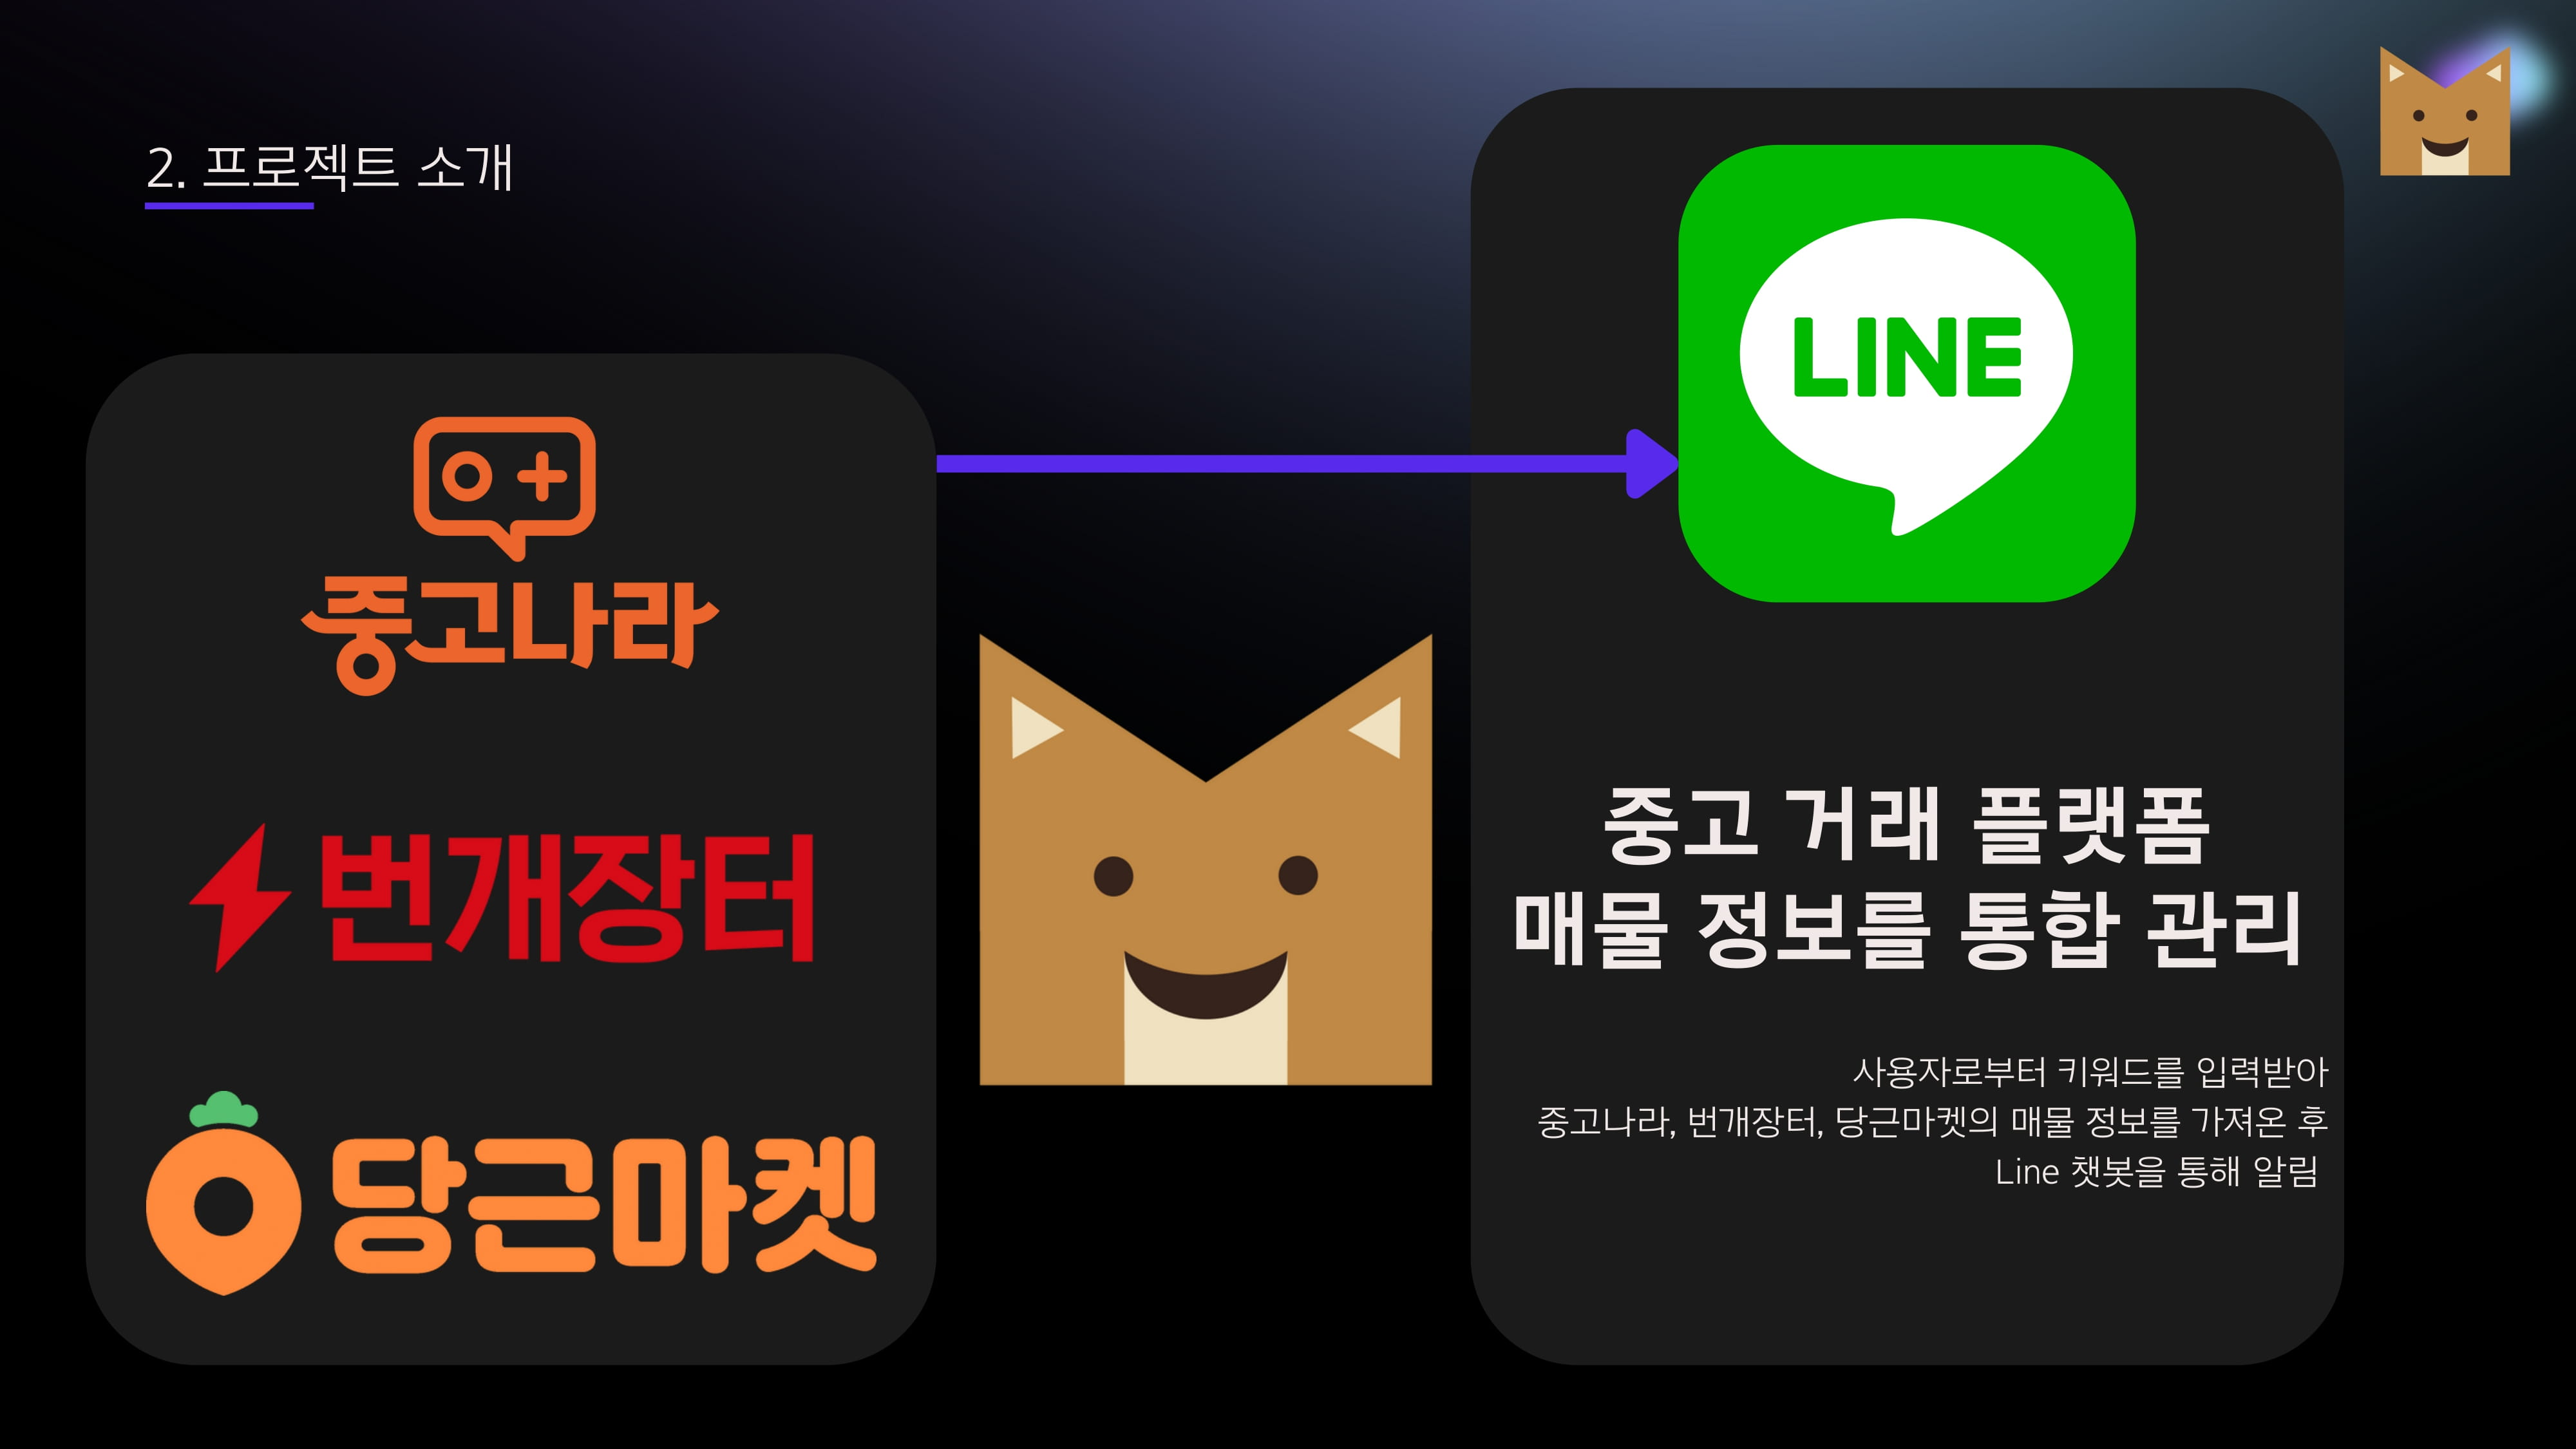 2. 프로젝트 소개
중고나라
번개장터
당근마켓
LINE
중고 거래 플랫폼
매물 정보를 통합 관리
사용자로부터 키워드를 입력받아
중고나라, 번개장터, 당근마켓의 매물 정보를 가져온 후
Line 챗봇을 통해 알림